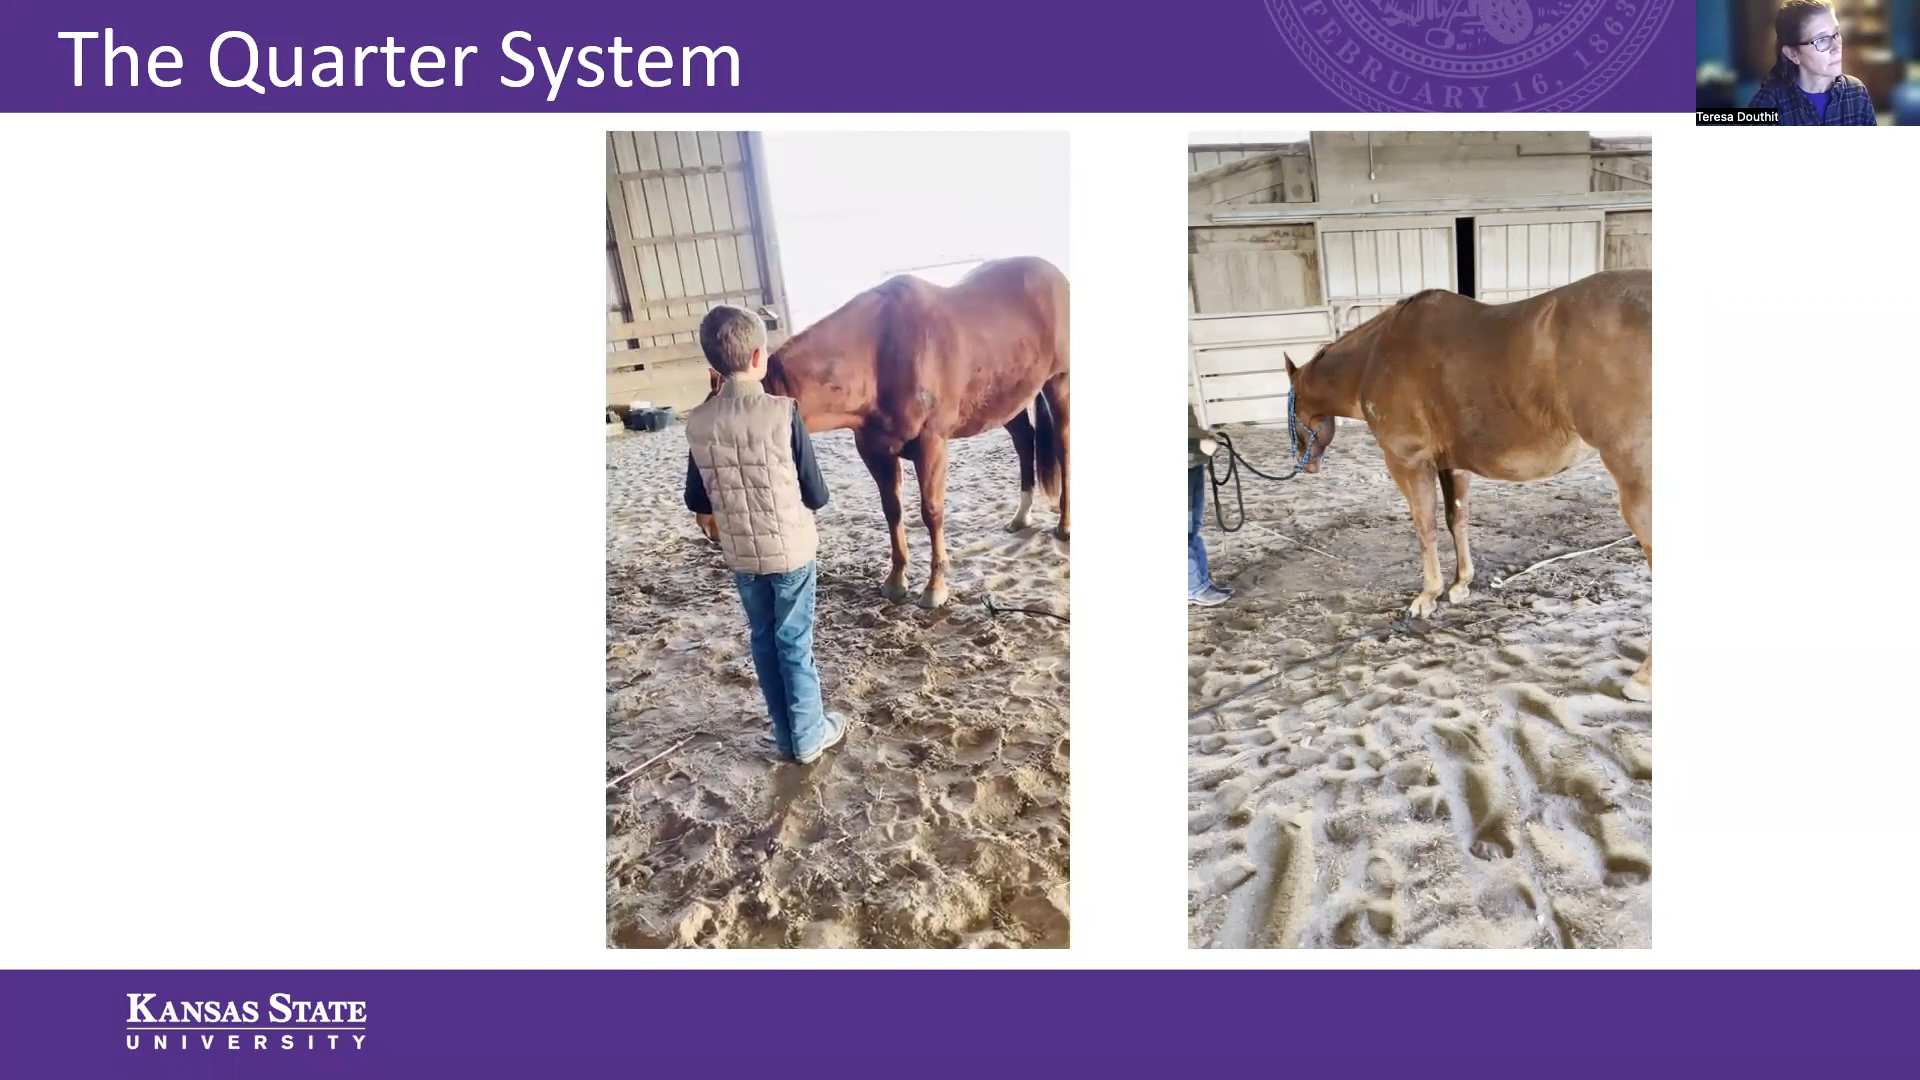 The Quarter System
FEBRUARY 16, 1863
Teresa Douthit
KANSAS STATE
UNIVERSITY